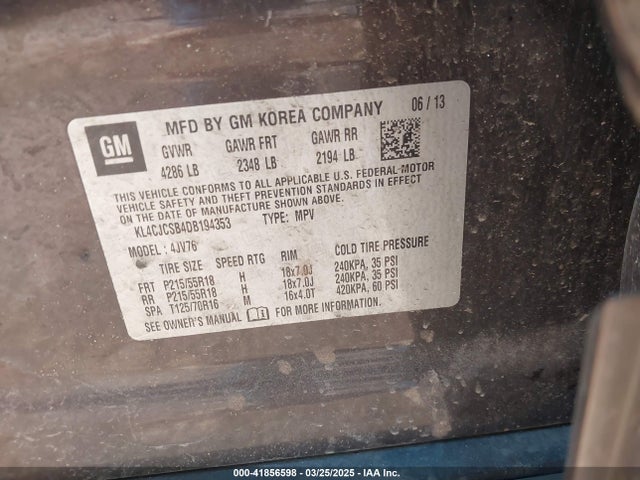 MFD BY GM KOREA COMPANY 06 / 13
GM
GVWR GAWR FRT GAWR RR
4286 LB 2348 LB 2194 LB
THIS VEHICLE CONFORMS TO ALL APPLICABLE U.S. FEDERAL MOTOR
VEHICLE SAFETY AND THEFT PREVENTION STANDARDS IN EFFECT
ON THE DATE OF MANUFACTURE SHOWN ABOVE.
KL4CJCSB4DB194353 TYPE: MPV
MODEL: 4JV76
TIRE SIZE SPEED RTG RIM COLD TIRE PRESSURE
FRT P215/55R18 H 18x7.0J 240KPA, 35 PSI
RR P215/55R18 H 18x7.0J 240KPA, 35 PSI
SPA T125/70R16 M 16x4.0T 420KPA, 60 PSI
SEE OWNER'S MANUAL FOR MORE INFORMATION
000-41856598 - 03/25/2025 - IAA Inc.